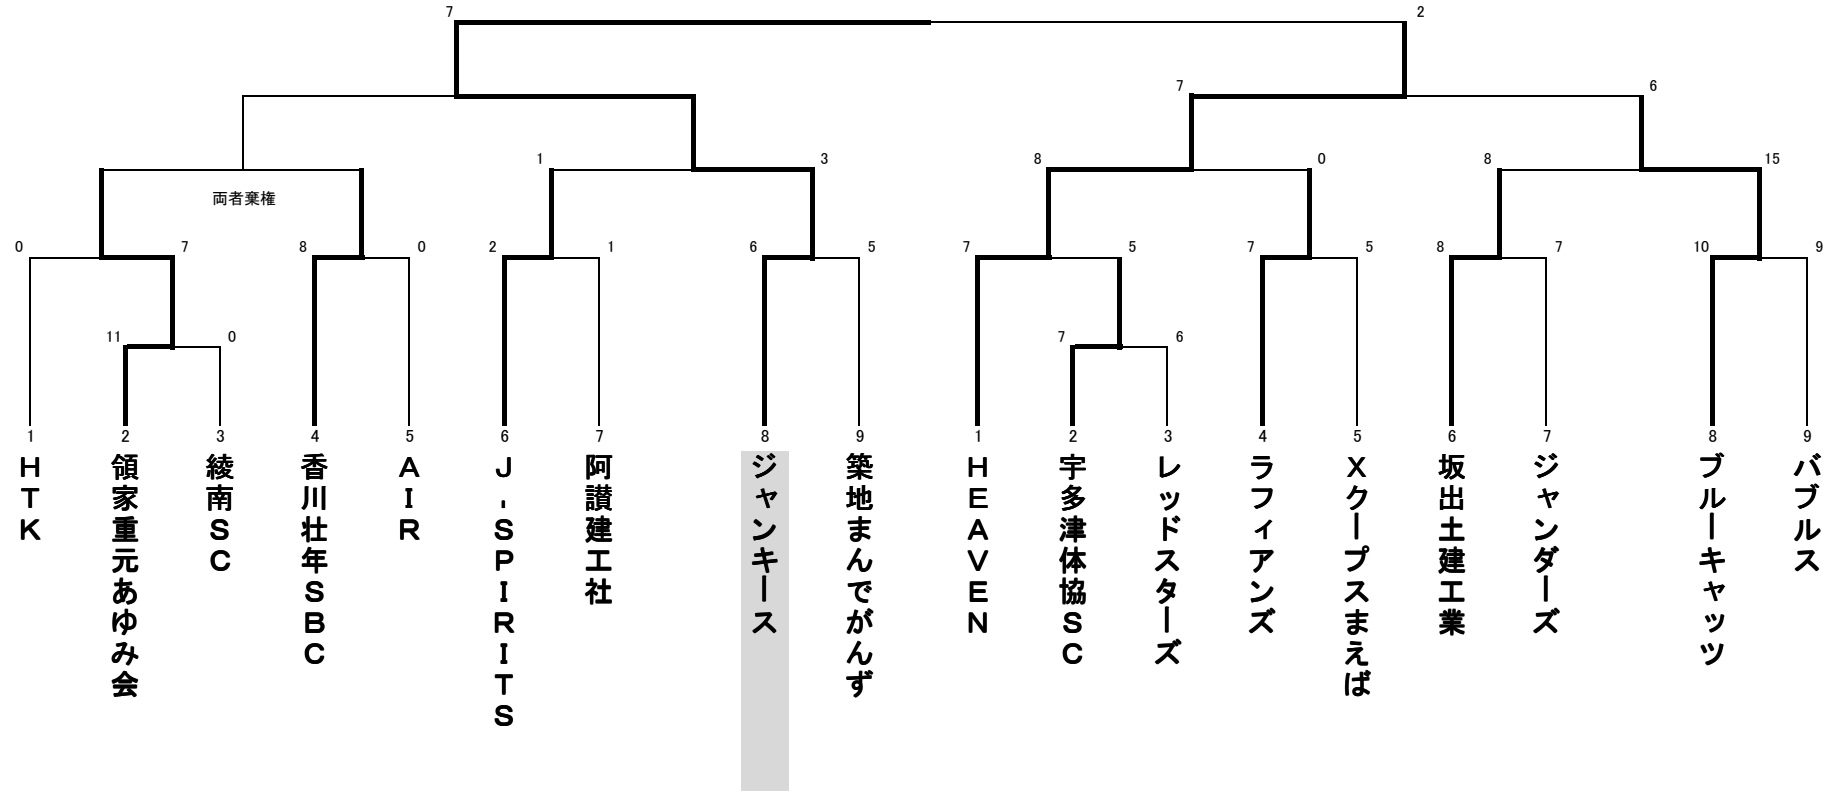 7 2
7 6
1 3 8 0 8 15
両者棄権
0 7 8 0 2 1 6 5 7 5 7 5 8 7 10 9
11 0 7 6
1 2 3 4 5 6 7 8 9 1 2 3 4 5 6 7 8 9
HTK
領家重元あゆみ会
綾南SC
香川壮年SBC
AIR
J-SPIRITS
阿讃建工社
ジャンキース
築地まんでがんず
HEAVEN
宇多津体協SC
レッドスターズ
ラフィアンズ
Xクープスまえば
坂出土建工業
ジャンダーズ
ブルーキャッツ
バブルス